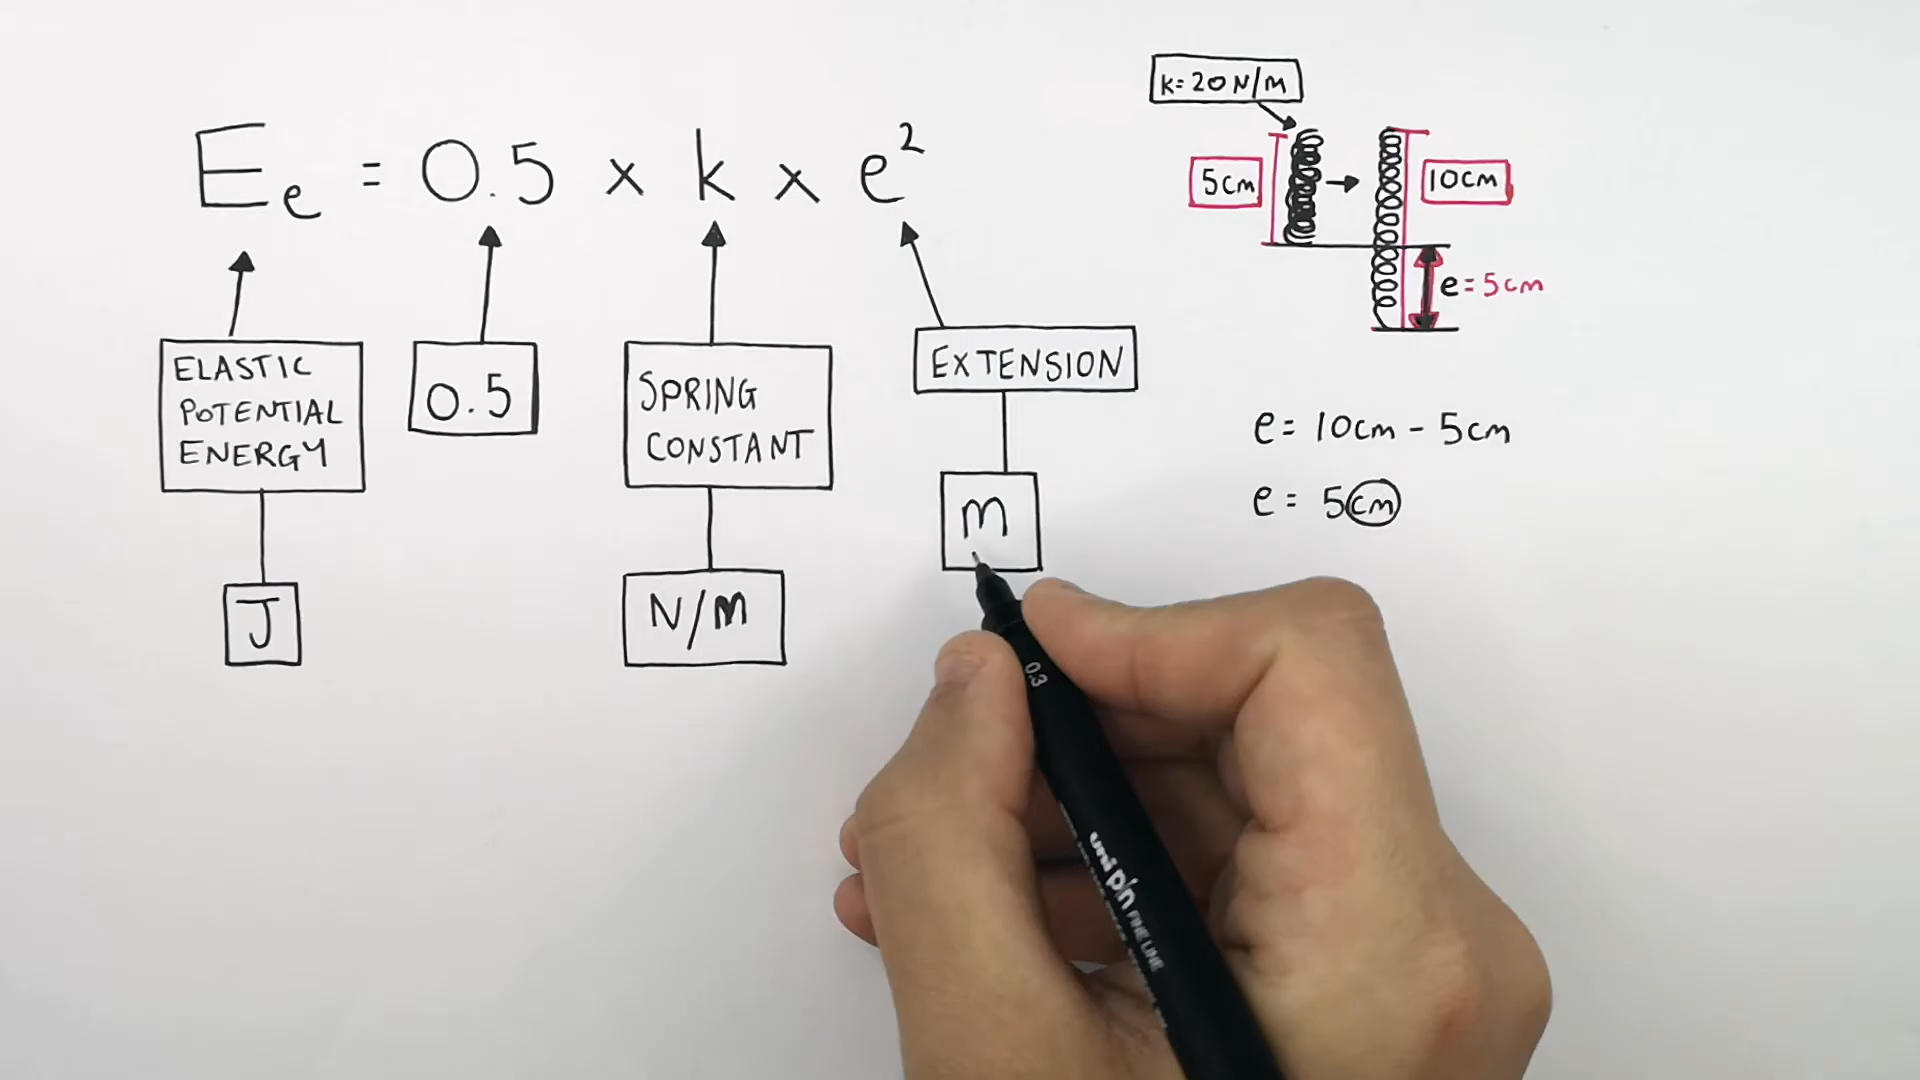 Ee = 0.5 x k x e²
ELASTIC
POTENTIAL
ENERGY
J
0.5
SPRING
CONSTANT
N/M
EXTENSION
m
k=20N/M
5cm
10cm
e=5cm
e= 10cm - 5cm
e= 5cm
0.3
uni pin FINE LINE